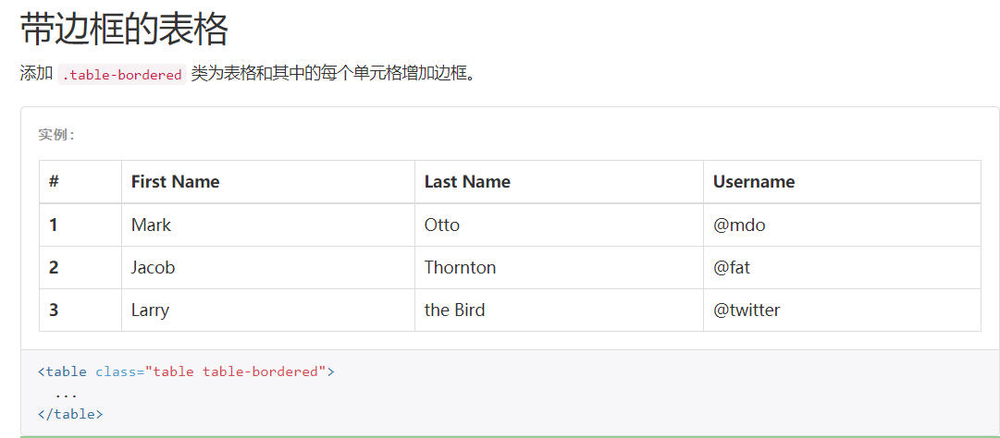 带边框的表格
添加 .table-bordered 类为表格和其中的每个单元格增加边框。
实例：
# First Name Last Name Username
1 Mark Otto @mdo
2 Jacob Thornton @fat
3 Larry the Bird @twitter
<table class="table table-bordered">
...
</table>